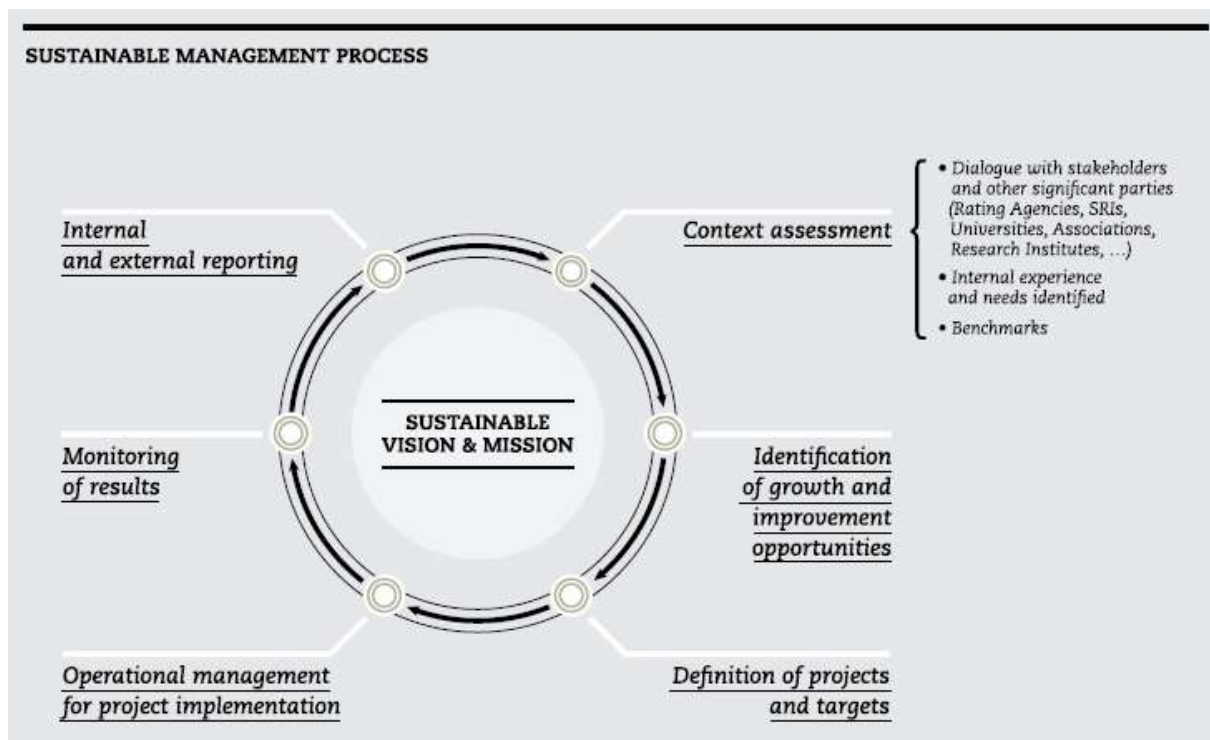 SUSTAINABLE MANAGEMENT PROCESS
Internal
and external reporting
Context assessment
• Dialogue with stakeholders
and other significant parties
(Rating Agencies, SRIs,
Universities, Associations,
Research Institutes, ...)
• Internal experience
and needs identified
• Benchmarks
SUSTAINABLE
VISION & MISSION
Monitoring
of results
Identification
of growth and
improvement
opportunities
Operational management
for project implementation
Definition of projects
and targets